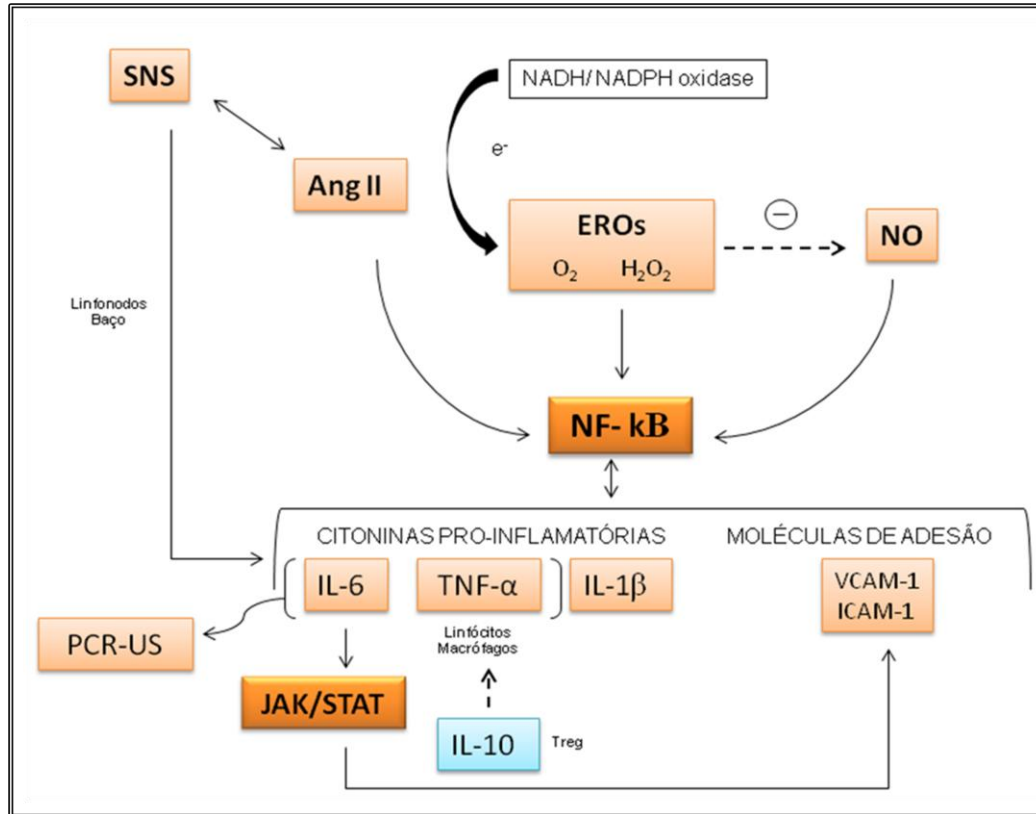 SNS
NADH/NADPH oxidase
e-
Ang II
EROs
O₂ H₂O₂
NO
Linfonodos
Baço
NF- kB
CITONINAS PRO-INFLAMATÓRIAS
MOLÉCULAS DE ADESÃO
IL-6
TNF-α
IL-1β
VCAM-1
ICAM-1
PCR-US
Linfócitos
Macrófagos
JAK/STAT
IL-10
Treg